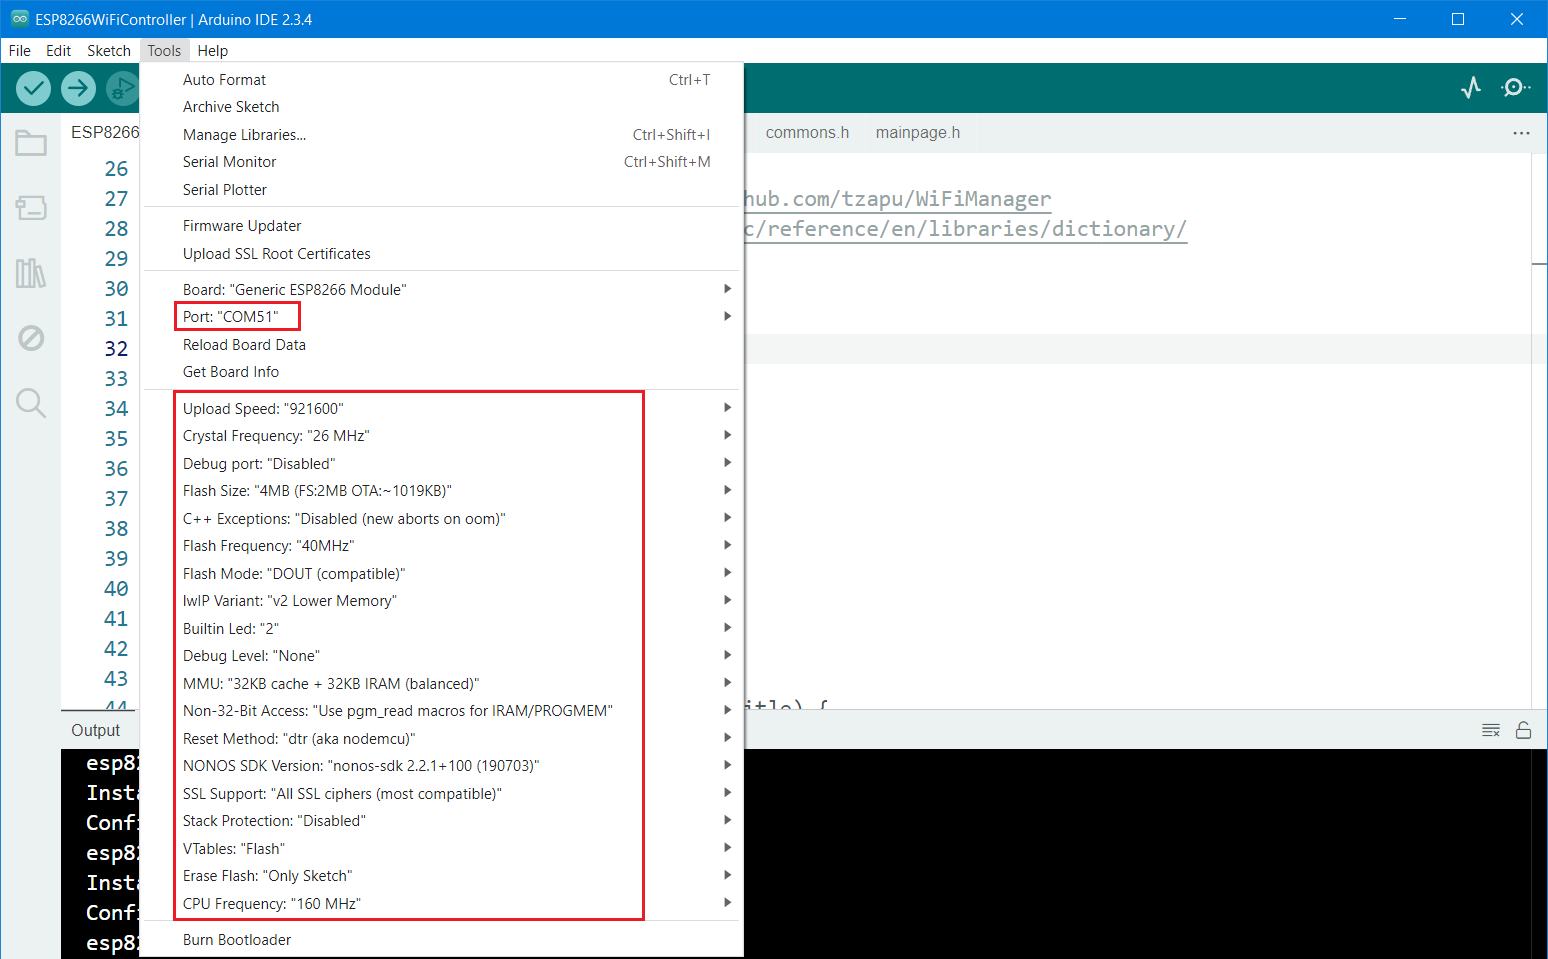 ESP8266WiFiController | Arduino IDE 2.3.4
File Edit Sketch Tools Help
Auto Format Ctrl+T
Archive Sketch
Manage Libraries... Ctrl+Shift+I
Serial Monitor Ctrl+Shift+M
Serial Plotter
Firmware Updater
Upload SSL Root Certificates
Board: "Generic ESP8266 Module"
Port: "COM51"
Reload Board Data
Get Board Info
Upload Speed: "921600"
Crystal Frequency: "26 MHz"
Debug port: "Disabled"
Flash Size: "4MB (FS:2MB OTA:~1019KB)"
C++ Exceptions: "Disabled (new aborts on oom)"
Flash Frequency: "40MHz"
Flash Mode: "DOUT (compatible)"
lwIP Variant: "v2 Lower Memory"
Builtin Led: "2"
Debug Level: "None"
MMU: "32KB cache + 32KB IRAM (balanced)"
Non-32-Bit Access: "Use pgm_read macros for IRAM/PROGMEM"
Reset Method: "dtr (aka nodemcu)"
NONOS SDK Version: "nonos-sdk 2.2.1+100 (190703)"
SSL Support: "All SSL ciphers (most compatible)"
Stack Protection: "Disabled"
VTables: "Flash"
Erase Flash: "Only Sketch"
CPU Frequency: "160 MHz"
Burn Bootloader
ESP8266
commons.h mainpage.h
26
27 hub.com/tzapu/WiFiManager
28 c/reference/en/libraries/dictionary/
29
30
31
32
33
34
35
36
37
38
39
40
41
42
43
44 itle) {
Output
esp82
Insta
Confi
esp82
Insta
Confi
esp82